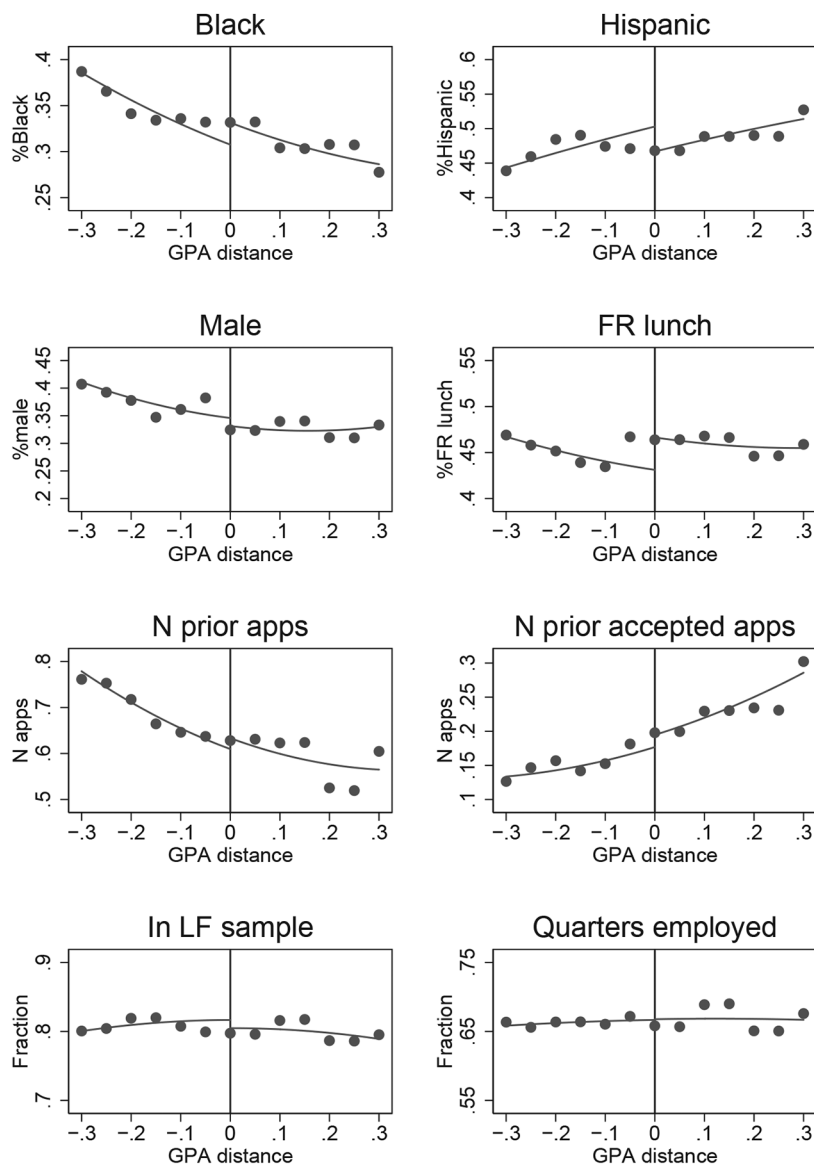 Black
%Black
.4
.35
.3
.25
−.3 −.2 −.1 0 .1 .2 .3
GPA distance
Hispanic
%Hispanic
.6
.55
.5
.45
.4
−.3 −.2 −.1 0 .1 .2 .3
GPA distance
Male
%male
.45
.4
.35
.3
.25
.2
−.3 −.2 −.1 0 .1 .2 .3
GPA distance
FR lunch
%FR lunch
.55
.5
.45
.4
−.3 −.2 −.1 0 .1 .2 .3
GPA distance
N prior apps
N apps
.8
.7
.6
.5
−.3 −.2 −.1 0 .1 .2 .3
GPA distance
N prior accepted apps
N apps
.3
.25
.2
.15
.1
−.3 −.2 −.1 0 .1 .2 .3
GPA distance
In LF sample
Fraction
.9
.8
.7
−.3 −.2 −.1 0 .1 .2 .3
GPA distance
Quarters employed
Fraction
.75
.65
.55
−.3 −.2 −.1 0 .1 .2 .3
GPA distance